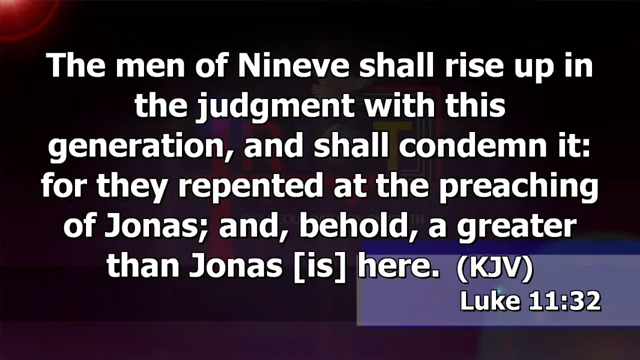 The men of Nineve shall rise up in
the judgment with this
generation, and shall condemn it:
for they repented at the preaching
of Jonas; and, behold, a greater
than Jonas [is] here. (KJV)
Luke 11:32